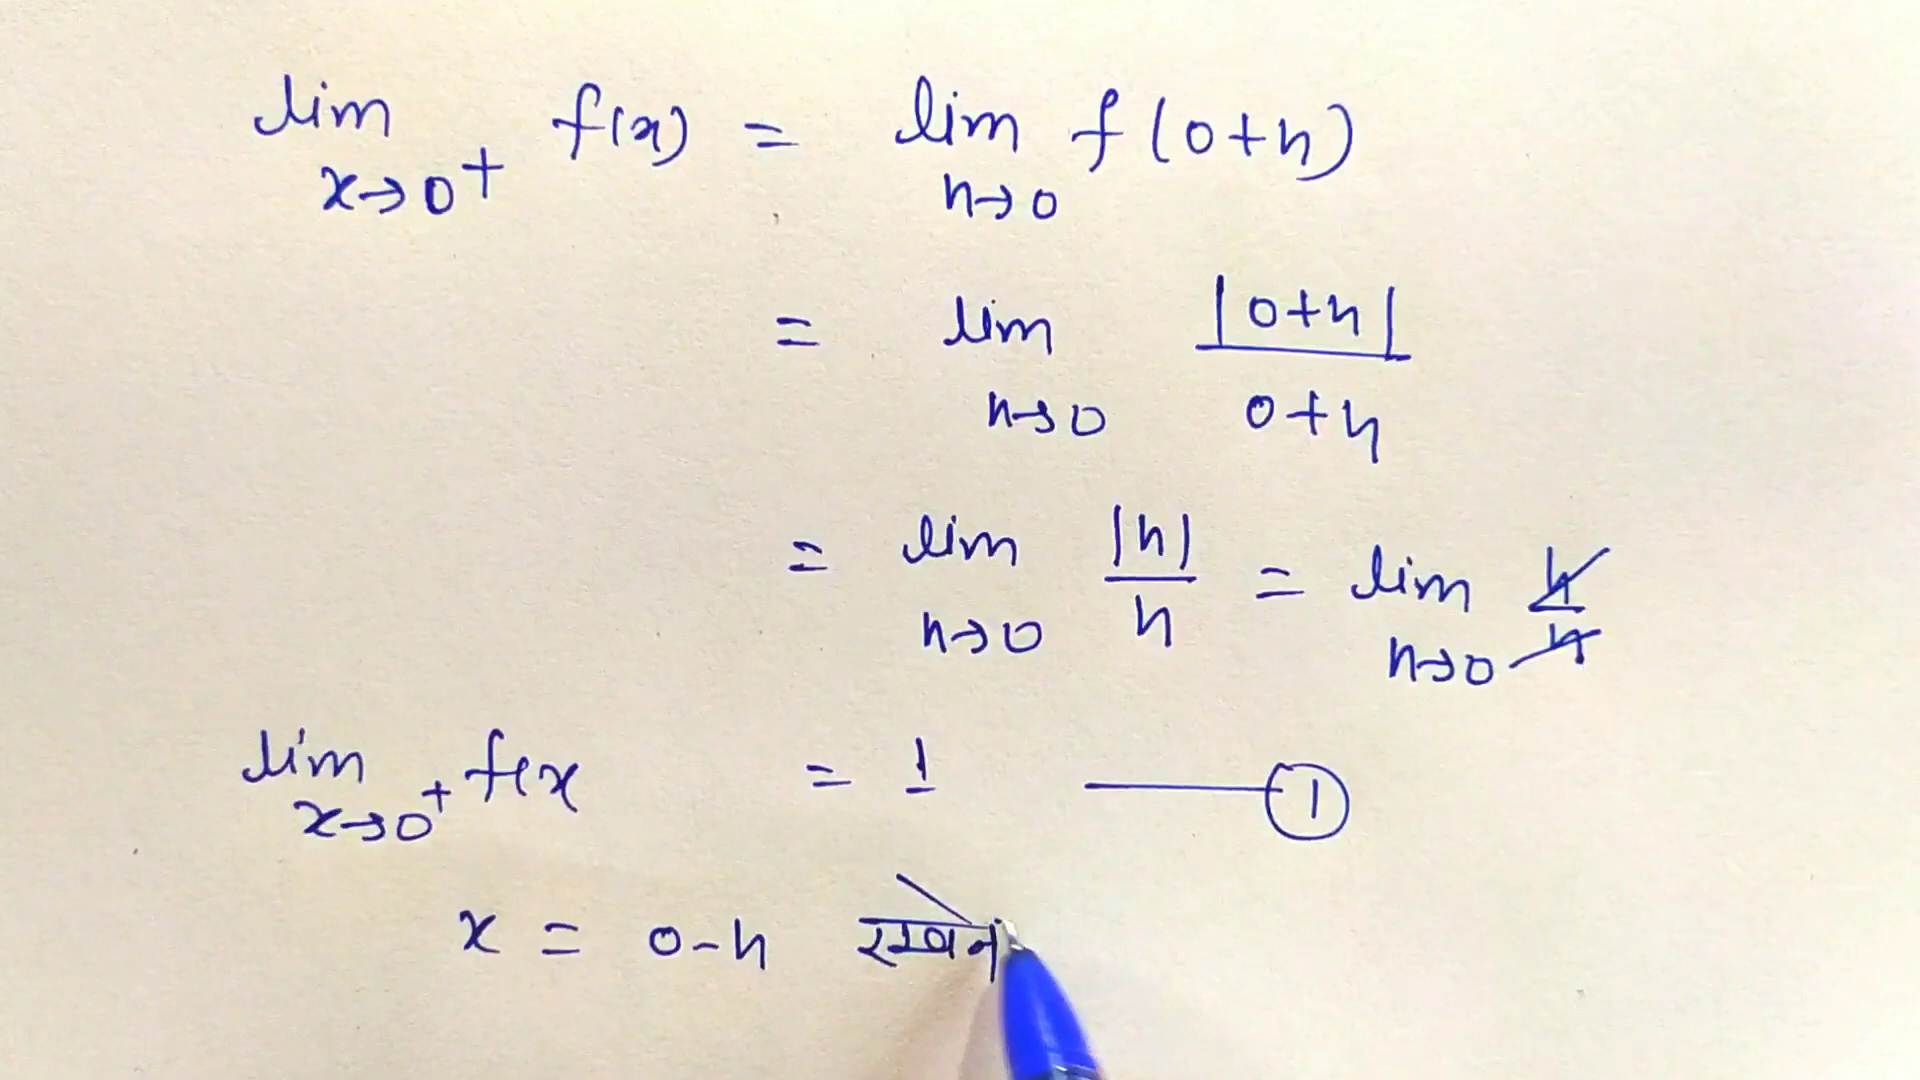 lim f(x) = lim f(0+h)
x→0+ h→0
= lim |0+h|
h→0 0+h
= lim |h| = lim h
h→0 h h→0 h
lim f(x = 1 —— 1
x→0+
x = 0-h रखने